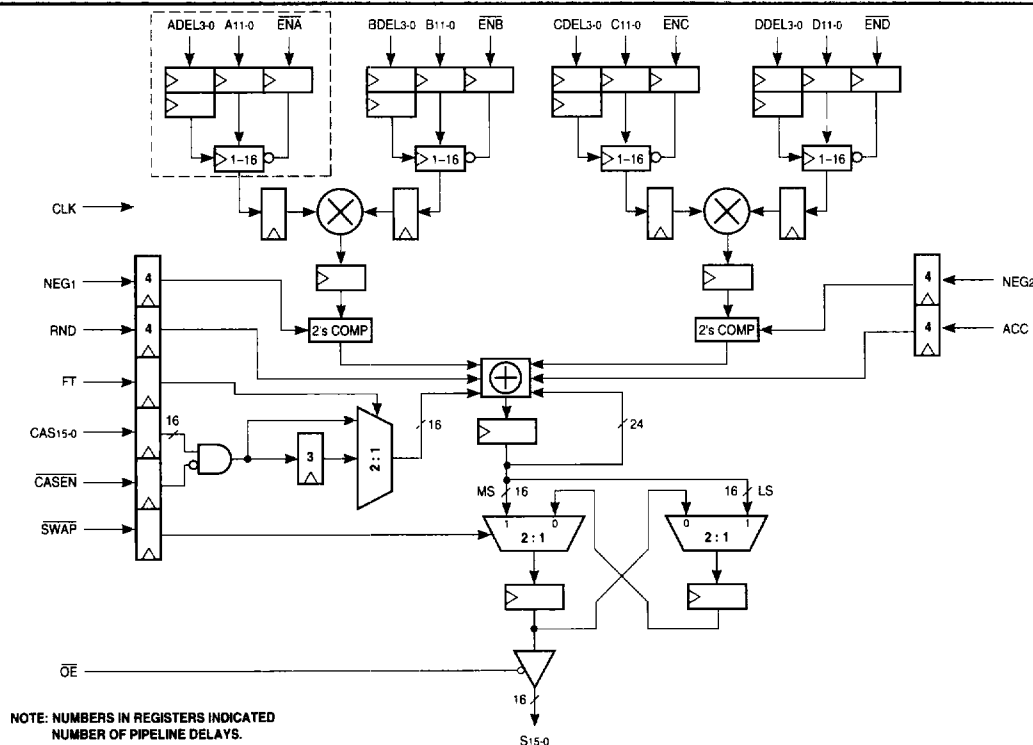 ADEL3-0 A11-0 ENA BDEL3-0 B11-0 ENB CDEL3-0 C11-0 ENC DDEL3-0 D11-0 END
1–16 1–16 1–16 1–16
CLK
NEG1 4 4 NEG2
RND 4 2's COMP 2's COMP 4 ACC
FT
CAS15-0 16 16 24
3 2 : 1
CASEN
MS 16 16 LS
SWAP 1 0 0 1
2 : 1 2 : 1
OE
16
NOTE: NUMBERS IN REGISTERS INDICATED
NUMBER OF PIPELINE DELAYS.
S15-0